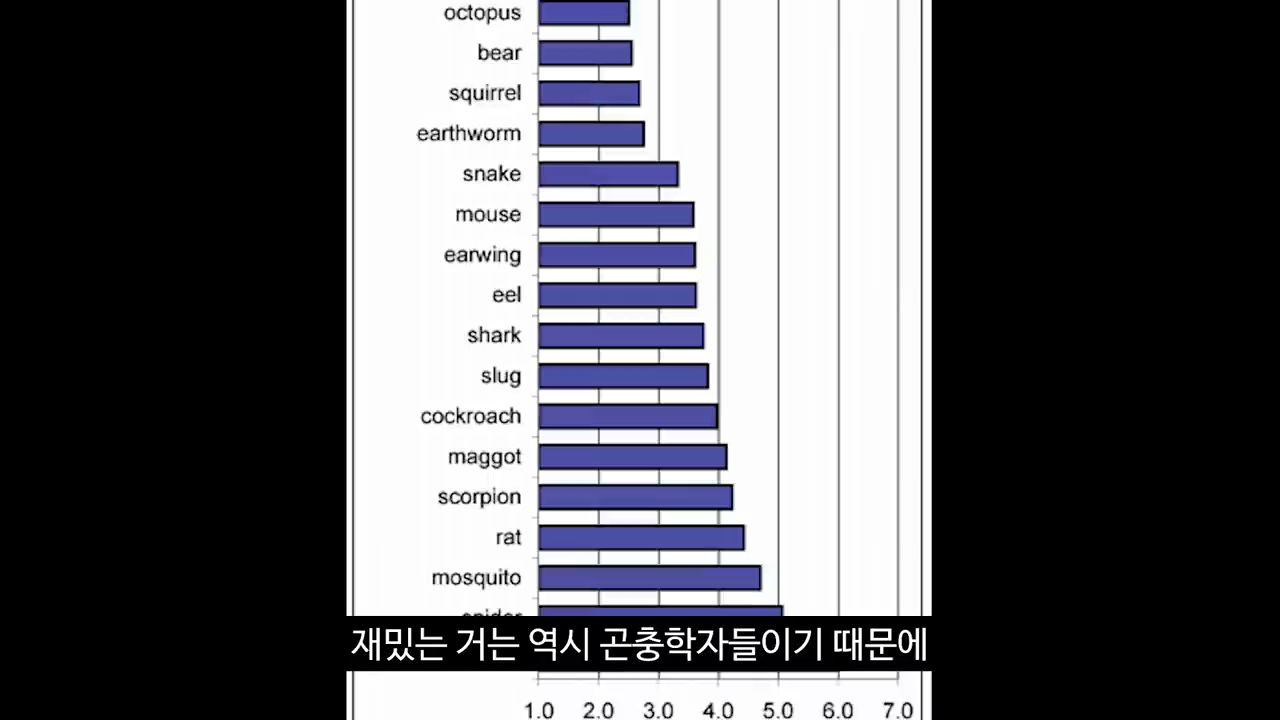 octopus
bear
squirrel
earthworm
snake
mouse
earwing
eel
shark
slug
cockroach
maggot
scorpion
rat
mosquito
spider
재밌는 거는 역시 곤충학자들이기 때문에
1.0 2.0 3.0 4.0 5.0 6.0 7.0